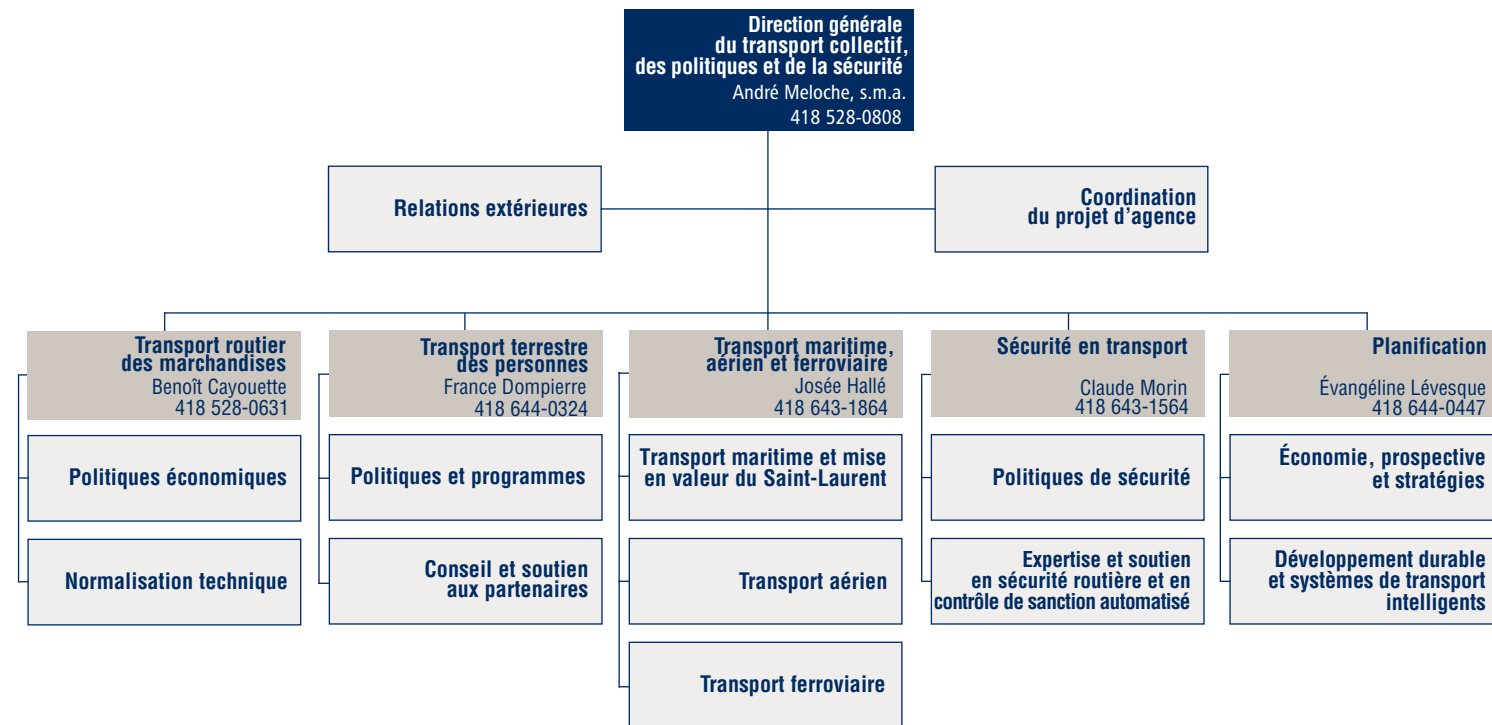 Direction générale
du transport collectif,
des politiques et de la sécurité
André Meloche, s.m.a.
418 528-0808
Relations extérieures
Coordination
du projet d'agence
Transport routier
des marchandises
Benoît Cayouette
418 528-0631
Politiques économiques
Normalisation technique
Transport terrestre
des personnes
France Dompierre
418 644-0324
Politiques et programmes
Conseil et soutien
aux partenaires
Transport maritime,
aérien et ferroviaire
Josée Hallé
418 643-1864
Transport maritime et mise
en valeur du Saint-Laurent
Transport aérien
Transport ferroviaire
Sécurité en transport
Claude Morin
418 643-1564
Politiques de sécurité
Expertise et soutien
en sécurité routière et en
contrôle de sanction automatisé
Planification
Évangéline Lévesque
418 644-0447
Économie, prospective
et stratégies
Développement durable
et systèmes de transport
intelligents